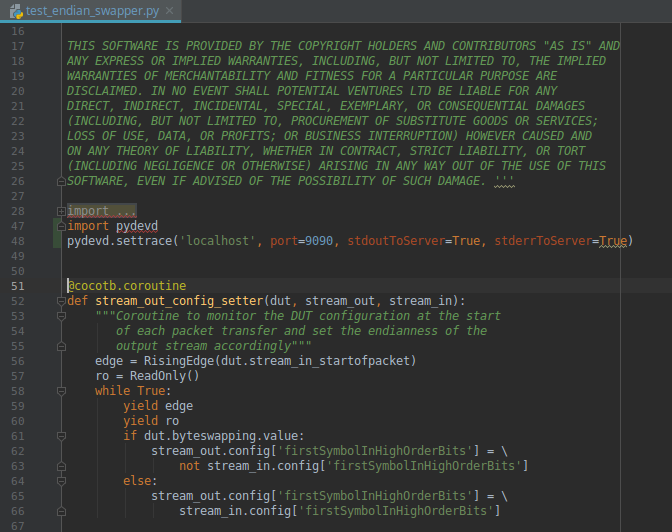 test_endian_swapper.py
16
17 THIS SOFTWARE IS PROVIDED BY THE COPYRIGHT HOLDERS AND CONTRIBUTORS "AS IS" AND
18 ANY EXPRESS OR IMPLIED WARRANTIES, INCLUDING, BUT NOT LIMITED TO, THE IMPLIED
19 WARRANTIES OF MERCHANTABILITY AND FITNESS FOR A PARTICULAR PURPOSE ARE
20 DISCLAIMED. IN NO EVENT SHALL POTENTIAL VENTURES LTD BE LIABLE FOR ANY
21 DIRECT, INDIRECT, INCIDENTAL, SPECIAL, EXEMPLARY, OR CONSEQUENTIAL DAMAGES
22 (INCLUDING, BUT NOT LIMITED TO, PROCUREMENT OF SUBSTITUTE GOODS OR SERVICES;
23 LOSS OF USE, DATA, OR PROFITS; OR BUSINESS INTERRUPTION) HOWEVER CAUSED AND
24 ON ANY THEORY OF LIABILITY, WHETHER IN CONTRACT, STRICT LIABILITY, OR TORT
25 (INCLUDING NEGLIGENCE OR OTHERWISE) ARISING IN ANY WAY OUT OF THE USE OF THIS
26 SOFTWARE, EVEN IF ADVISED OF THE POSSIBILITY OF SUCH DAMAGE. '''
27
28 import ...
47 import pydevd
48 pydevd.settrace('localhost', port=9090, stdoutToServer=True, stderrToServer=True)
49
50
51 @cocotb.coroutine
52 def stream_out_config_setter(dut, stream_out, stream_in):
53     """Coroutine to monitor the DUT configuration at the start
54        of each packet transfer and set the endianness of the
55        output stream accordingly"""
56     edge = RisingEdge(dut.stream_in_startofpacket)
57     ro = ReadOnly()
58     while True:
59         yield edge
60         yield ro
61         if dut.byteswapping.value:
62             stream_out.config['firstSymbolInHighOrderBits'] = \
63                 not stream_in.config['firstSymbolInHighOrderBits']
64         else:
65             stream_out.config['firstSymbolInHighOrderBits'] = \
66                 stream_in.config['firstSymbolInHighOrderBits']
67